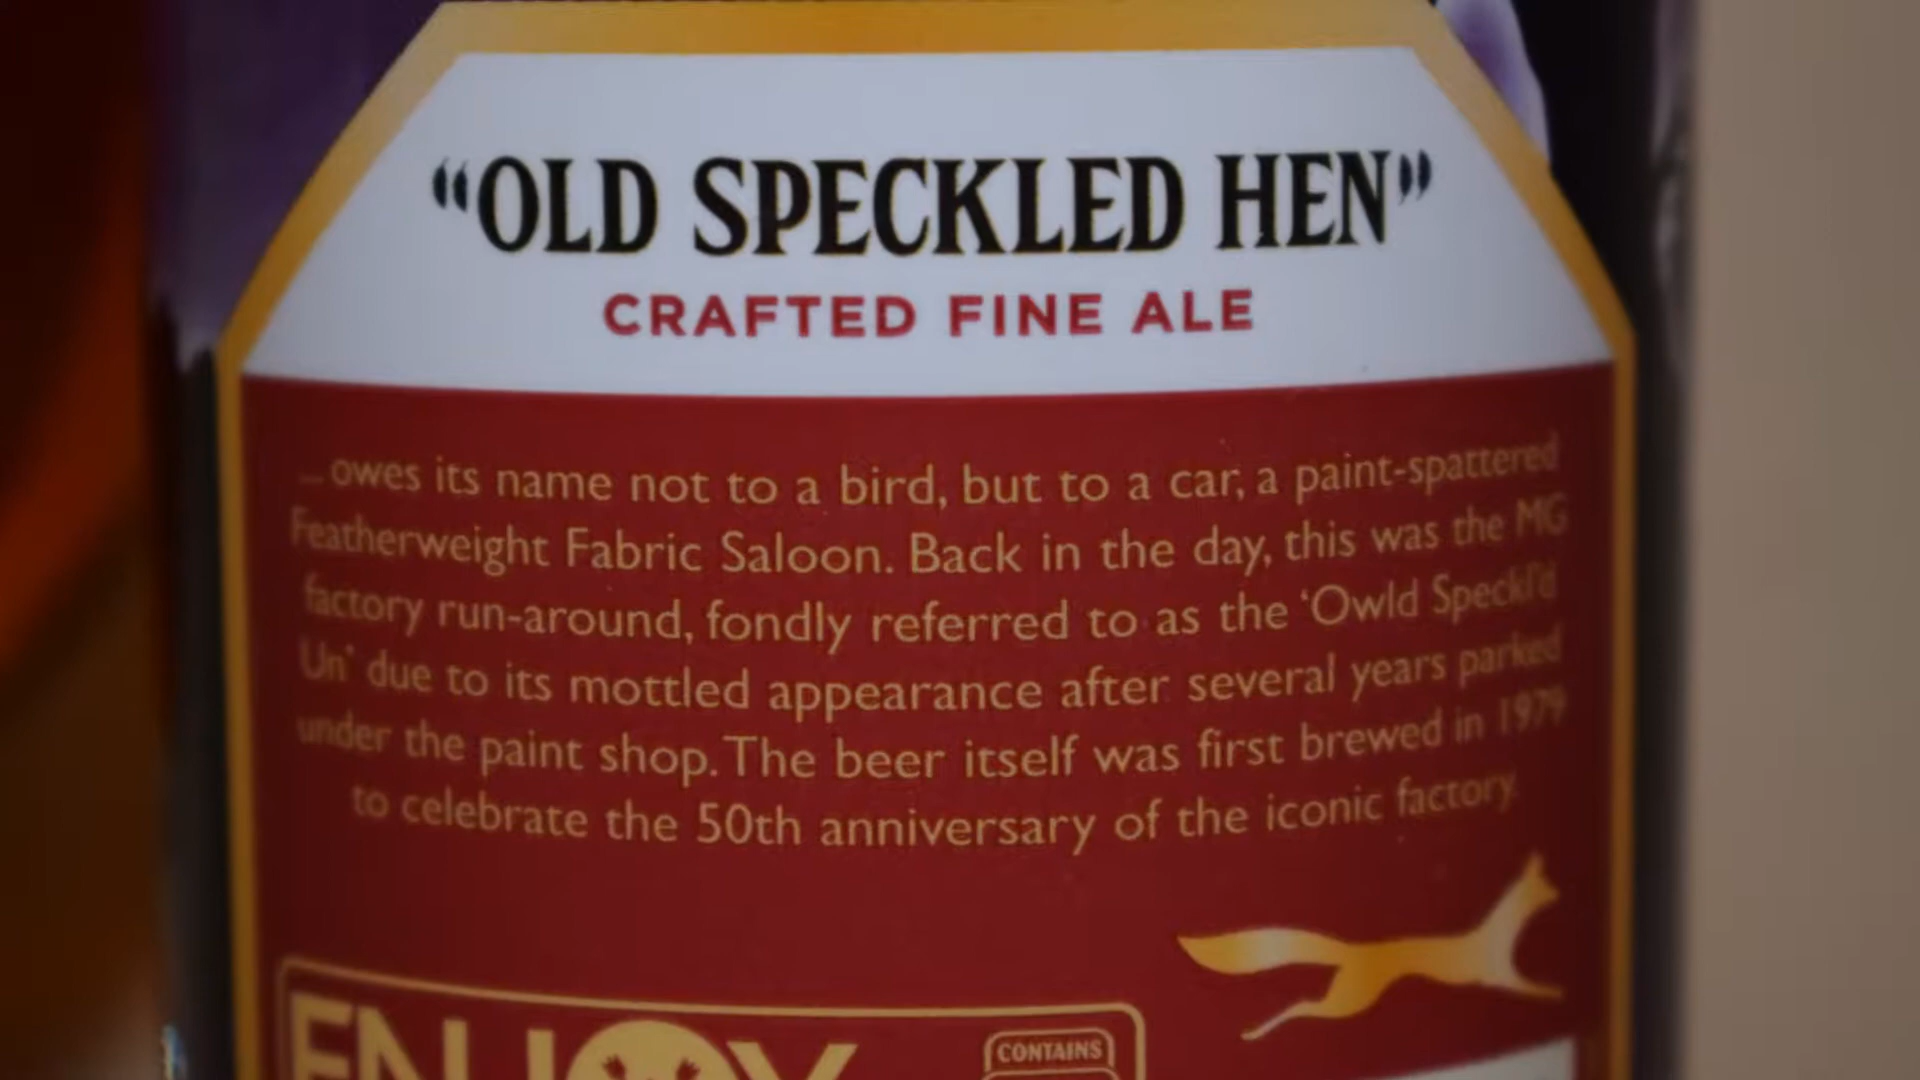 “OLD SPECKLED HEN”
CRAFTED FINE ALE
...owes its name not to a bird, but to a car, a paint-spattered
Featherweight Fabric Saloon. Back in the day, this was the MG
factory run-around, fondly referred to as the ‘Owld Speckl'd
Un’ due to its mottled appearance after several years parked
under the paint shop. The beer itself was first brewed in 1979
to celebrate the 50th anniversary of the iconic factory.
ENJOY
CONTAINS